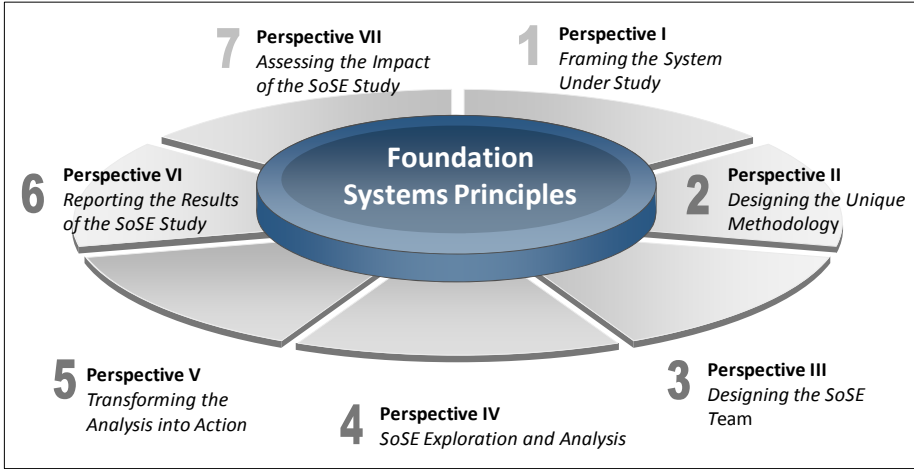 Foundation
Systems Principles
1
Perspective I
Framing the System
Under Study
2
Perspective II
Designing the Unique
Methodology
3
Perspective III
Designing the SoSE
Team
4
Perspective IV
SoSE Exploration and Analysis
5
Perspective V
Transforming the
Analysis into Action
6
Perspective VI
Reporting the Results
of the SoSE Study
7
Perspective VII
Assessing the Impact
of the SoSE Study